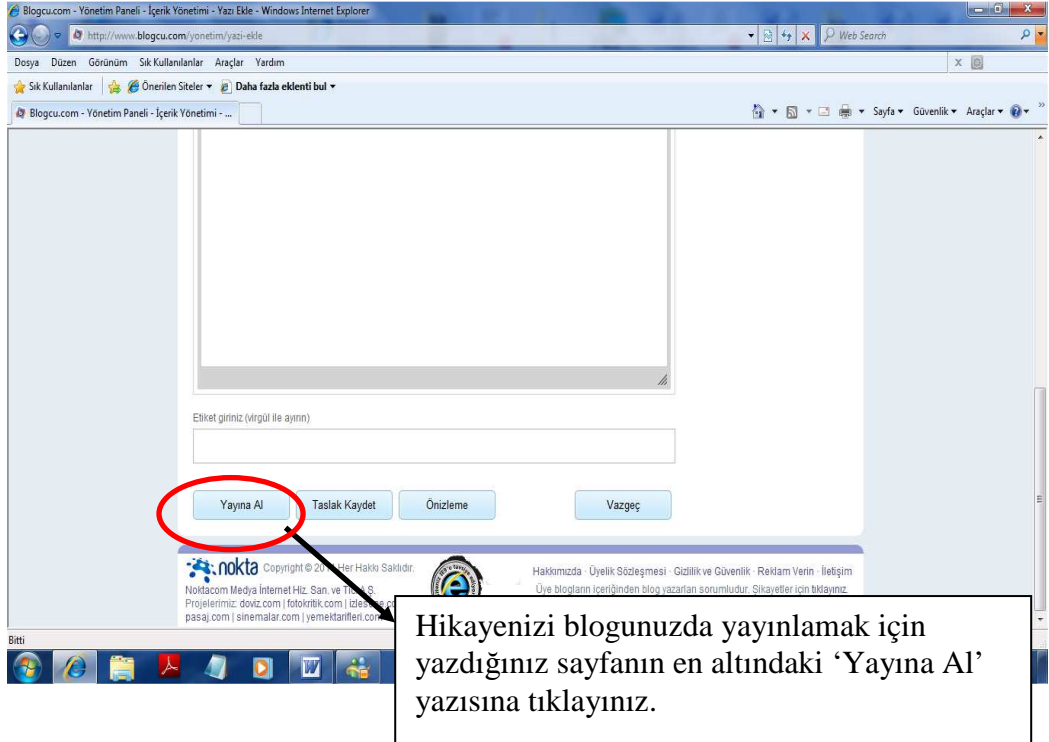 Blogcu.com - Yönetim Paneli - İçerik Yönetimi - Yazı Ekle - Windows Internet Explorer
http://www.blogcu.com/yonetim/yazi-ekle
Web Search
Dosya Düzen Görünüm Sık Kullanılanlar Araçlar Yardım
Sık Kullanılanlar Önerilen Siteler Daha fazla eklenti bul
Blogcu.com - Yönetim Paneli - İçerik Yönetimi - ...
Sayfa Güvenlik Araçlar
Etiket giriniz (virgül ile ayırın)
Yayına Al Taslak Kaydet Önizleme Vazgeç
nokta Copyright © Her Hakkı Saklıdır.
Hakkımızda · Üyelik Sözleşmesi · Gizlilik ve Güvenlik · Reklam Verin · İletişim
Noktacom Medya İnternet Hiz. San. ve
Üye blogların içeriğinden blog yazarları sorumludur. Şikayetler için tıklayınız.
Projelerimiz: doviz.com | fotokritik.com |
pasaj.com | sinemalar.com |
Bitti
Hikayenizi blogunuzda yayınlamak için
yazdığınız sayfanın en altındaki ‘Yayına Al’
yazısına tıklayınız.